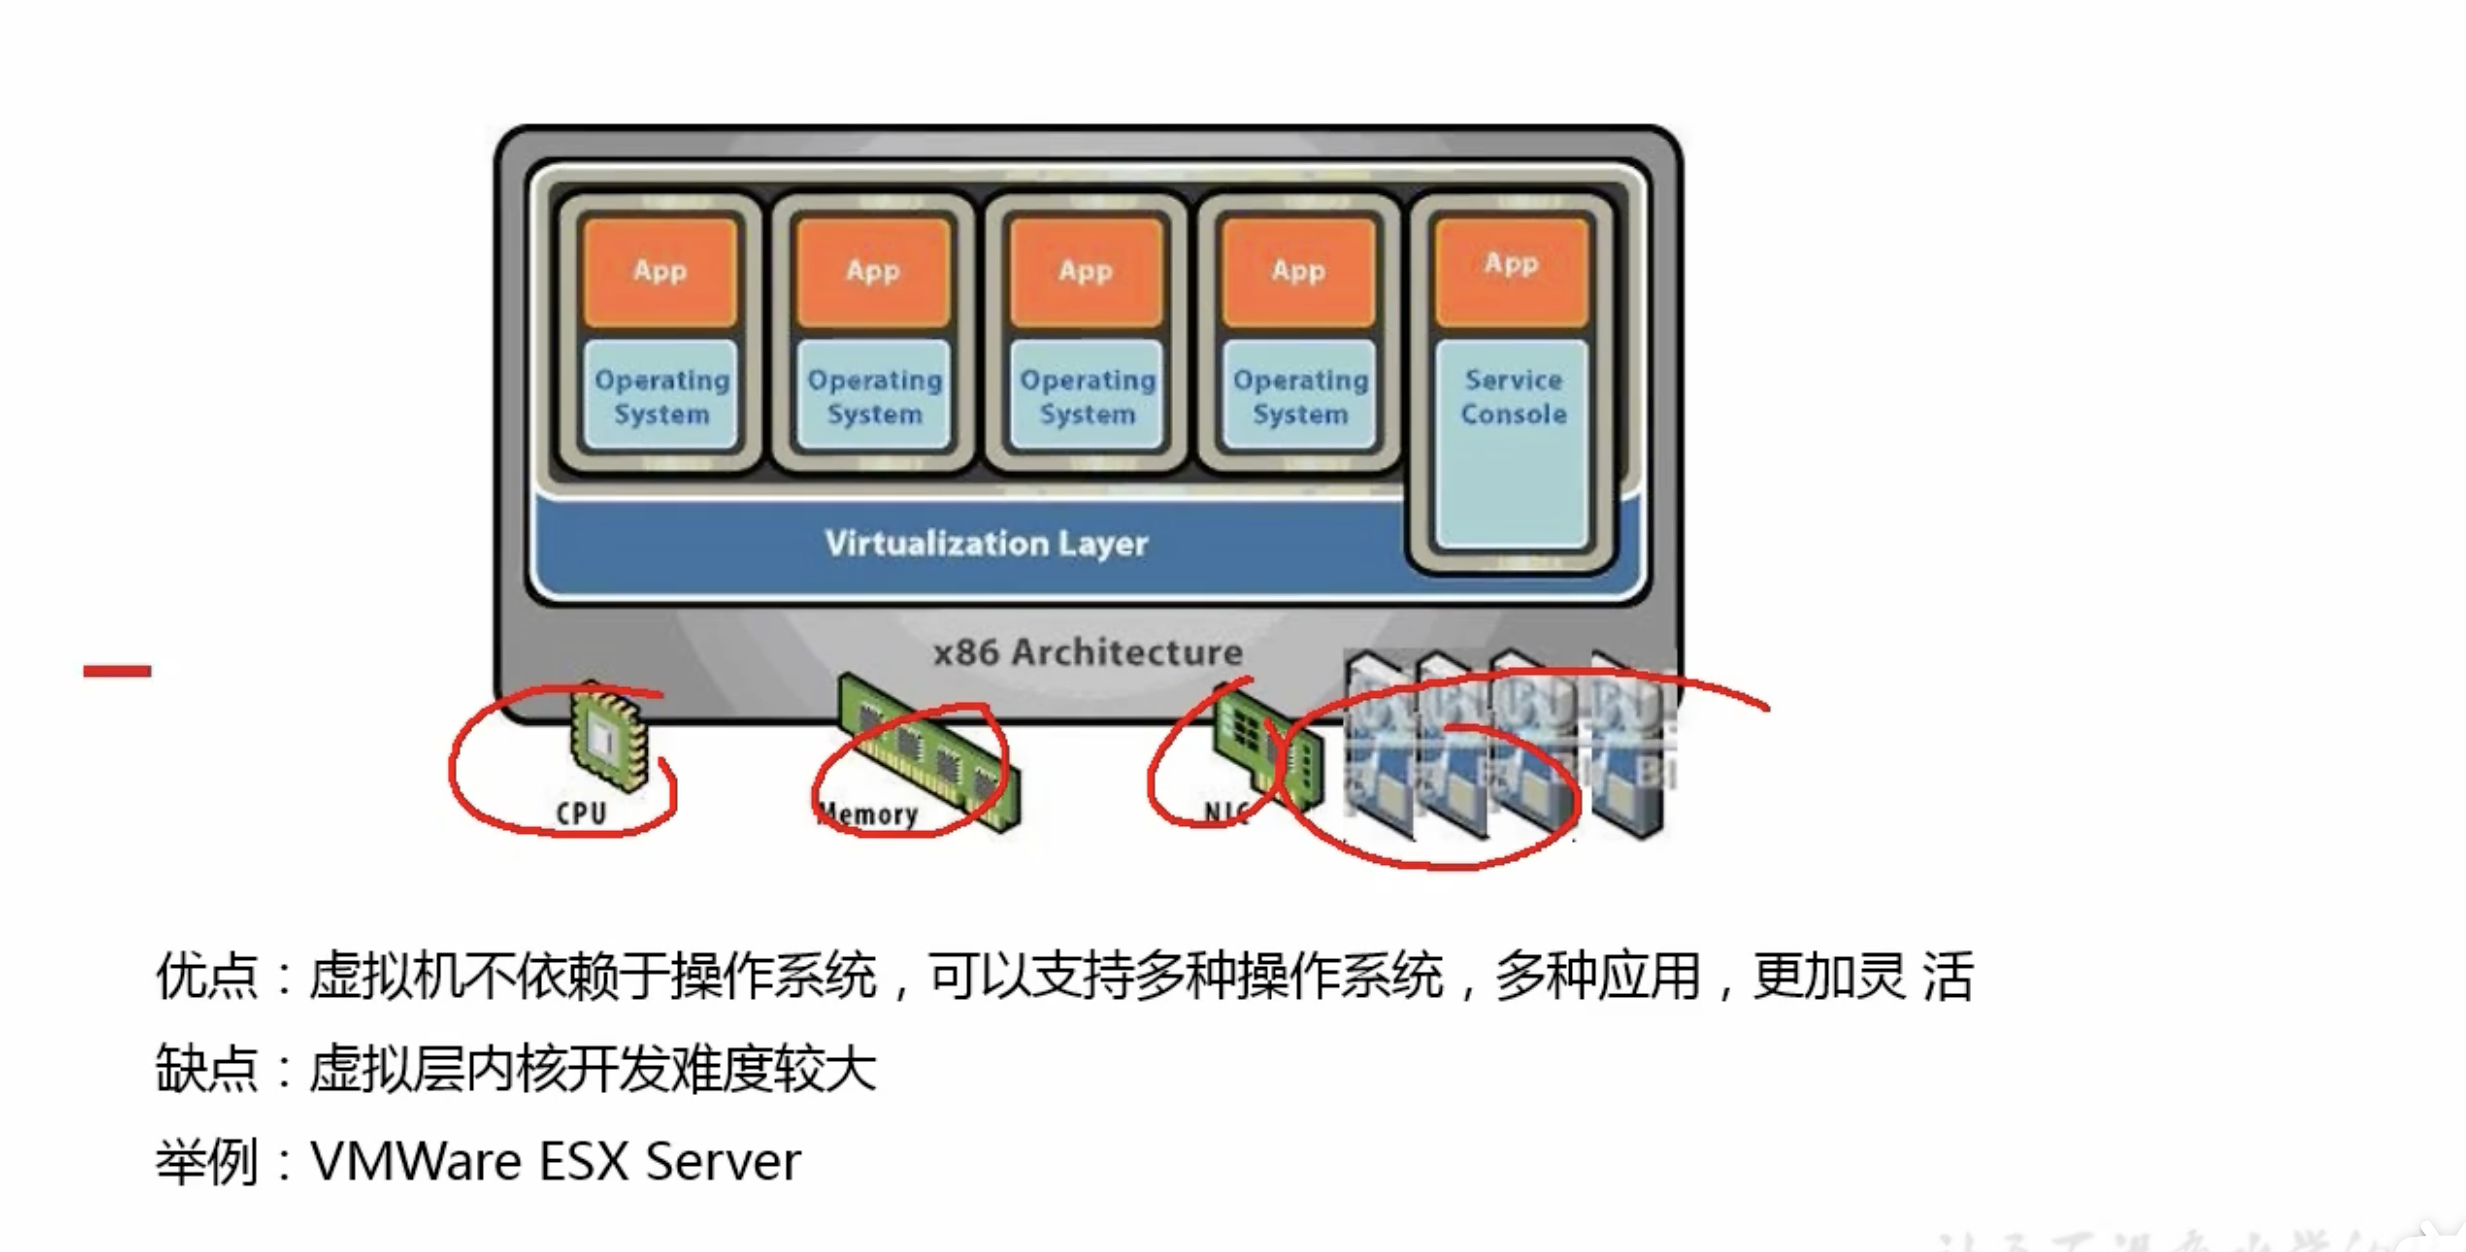 App App App App App
Operating System Operating System Operating System Operating System Service Console
Virtualization Layer
x86 Architecture
CPU Memory NIC
优点：虚拟机不依赖于操作系统，可以支持多种操作系统，多种应用，更加灵 活
缺点：虚拟层内核开发难度较大
举例：VMWare ESX Server